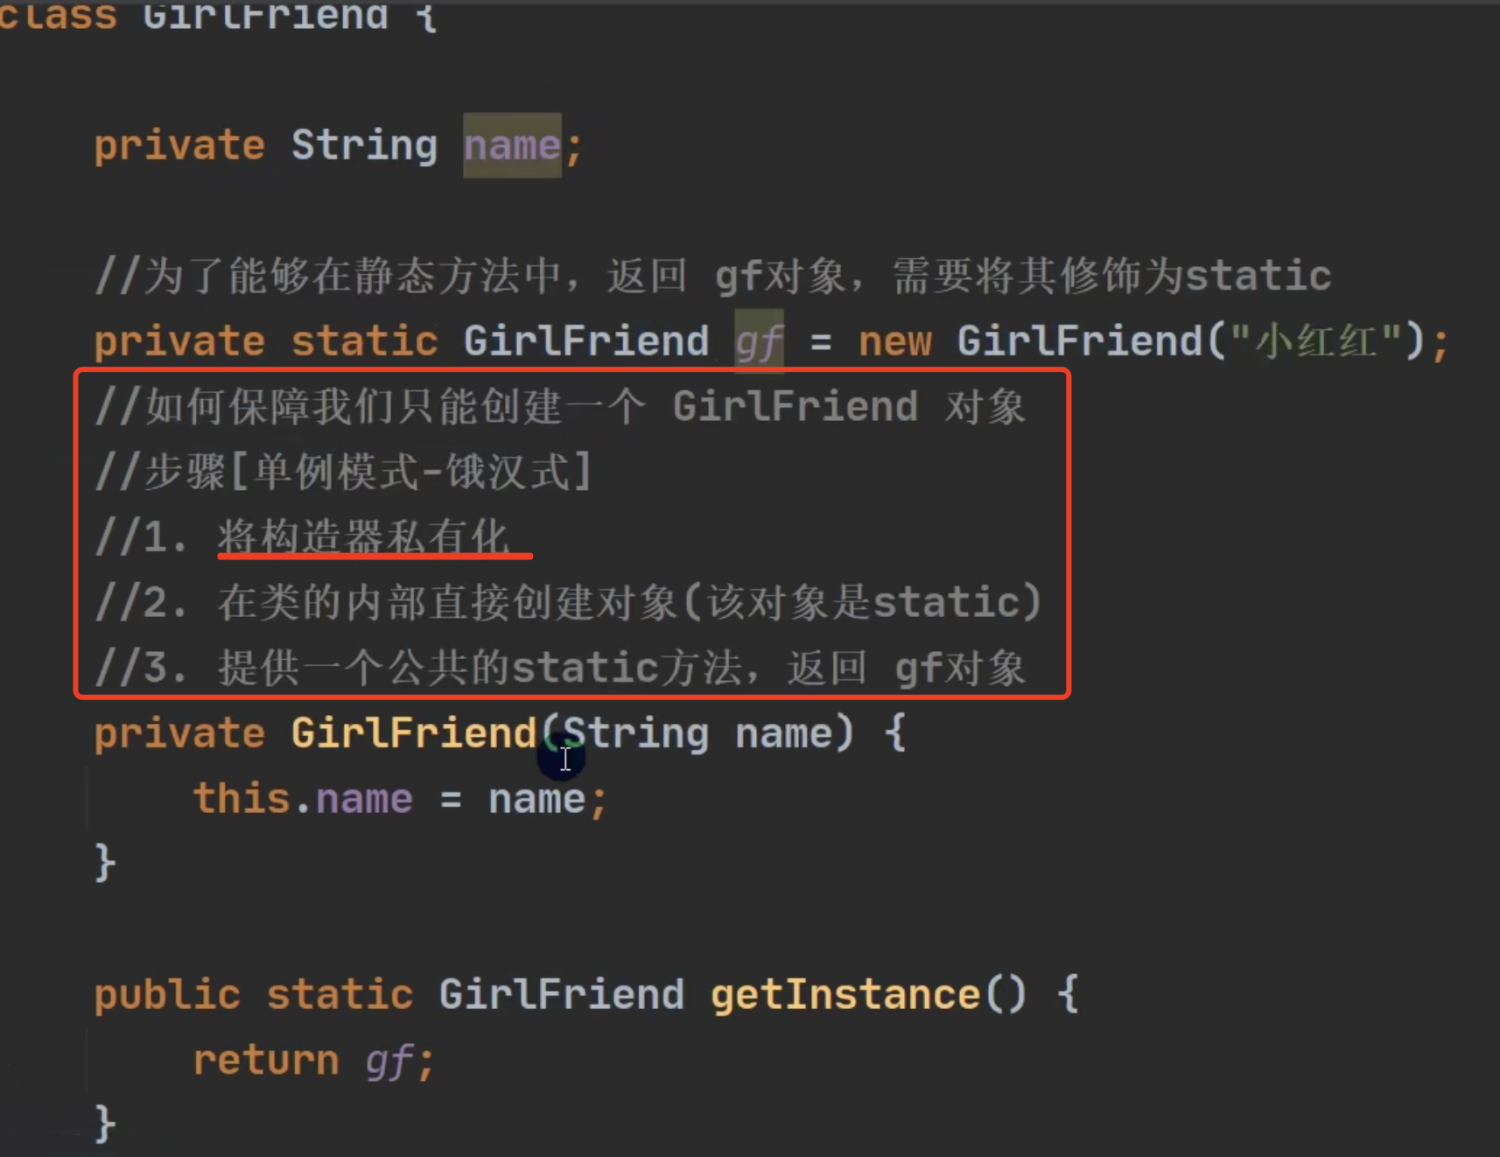 class GirlFriend {
private String name;
//为了能够在静态方法中，返回 gf对象，需要将其修饰为static
private static GirlFriend gf = new GirlFriend("小红红");
//如何保障我们只能创建一个 GirlFriend 对象
//步骤[单例模式-饿汉式]
//1. 将构造器私有化
//2. 在类的内部直接创建对象(该对象是static)
//3. 提供一个公共的static方法，返回 gf对象
private GirlFriend(String name) {
this.name = name;
}
public static GirlFriend getInstance() {
return gf;
}